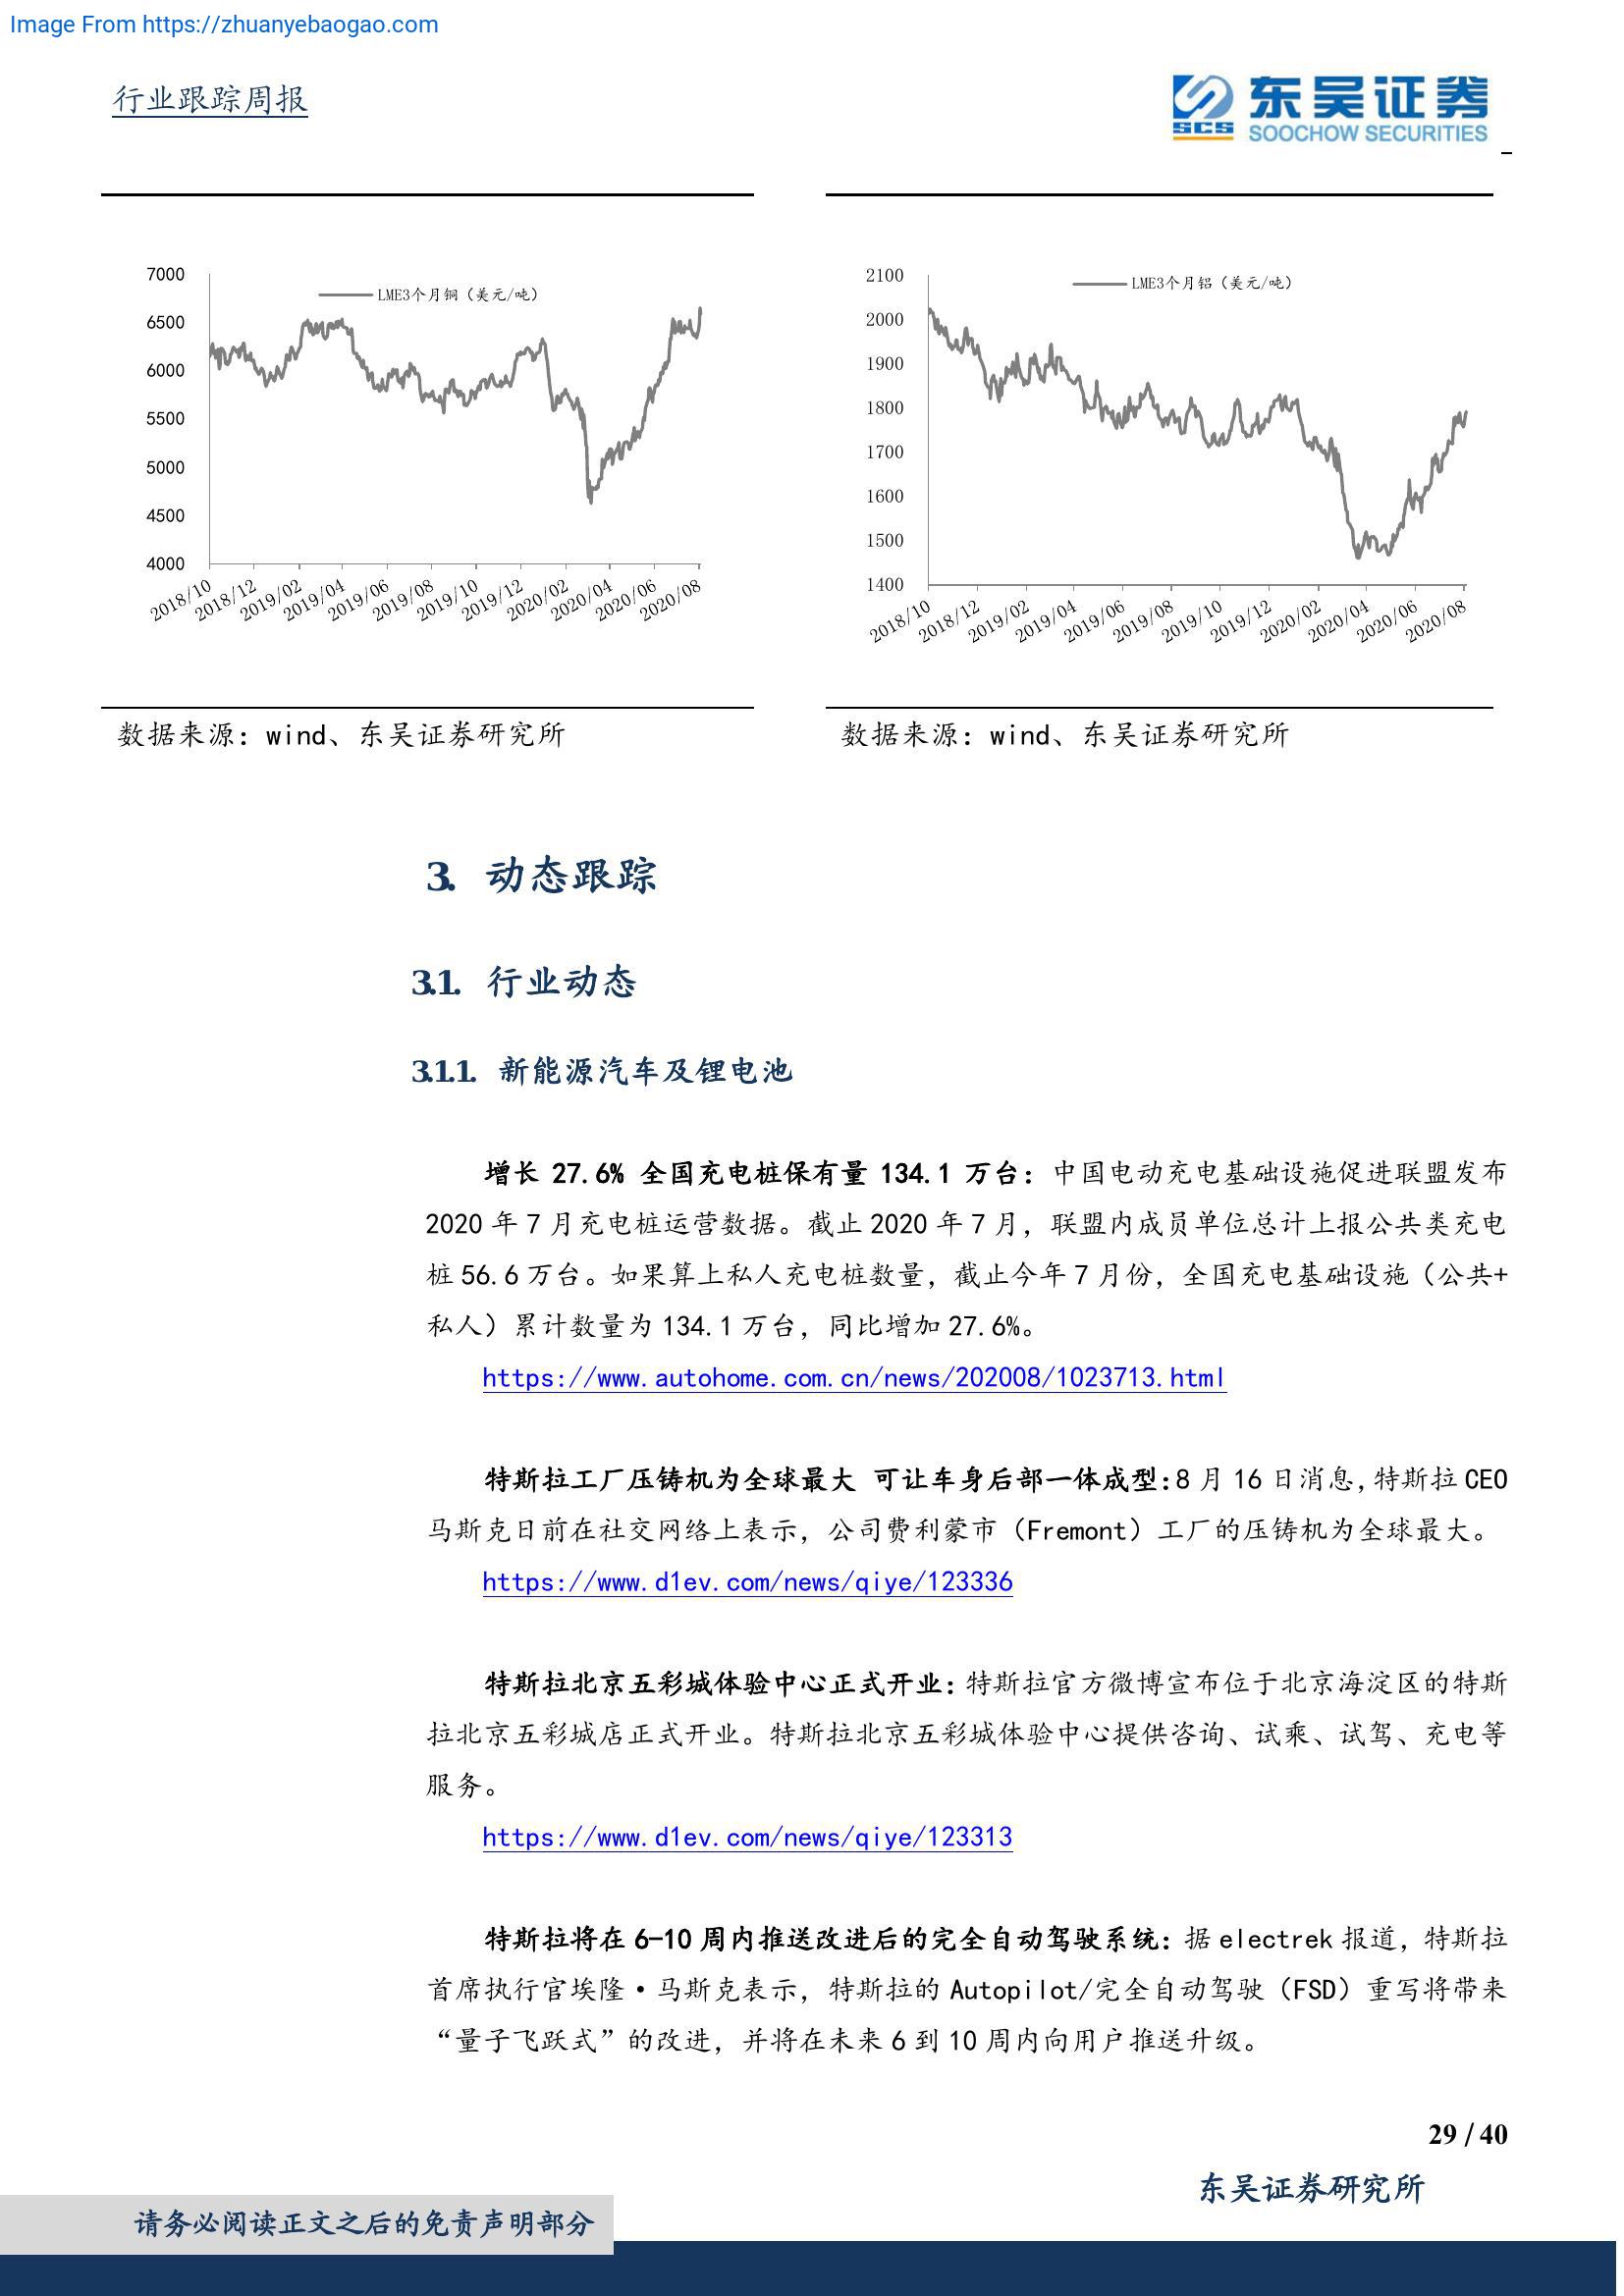 Image From https://zhuanyebaogao.com
行业跟踪周报
SCS
东吴证券
SOOCHOW SECURITIES
7000
6500
6000
5500
5000
4500
4000
LME3个月铜（美元/吨）
2018/10
2018/12
2019/02
2019/04
2019/06
2019/08
2019/10
2019/12
2020/02
2020/04
2020/06
2020/08
2100
2000
1900
1800
1700
1600
1500
1400
LME3个月铝（美元/吨）
2018/10
2018/12
2019/02
2019/04
2019/06
2019/08
2019/10
2019/12
2020/02
2020/04
2020/06
2020/08
数据来源：wind、东吴证券研究所
数据来源：wind、东吴证券研究所
3. 动态跟踪
3.1. 行业动态
3.1.1. 新能源汽车及锂电池
增长 27.6% 全国充电桩保有量 134.1 万台：中国电动充电基础设施促进联盟发布
2020 年 7 月充电桩运营数据。截止 2020 年 7 月，联盟内成员单位总计上报公共类充电
桩 56.6 万台。如果算上私人充电桩数量，截止今年 7 月份，全国充电基础设施（公共+
私人）累计数量为 134.1 万台，同比增加 27.6%。
https://www.autohome.com.cn/news/202008/1023713.html
特斯拉工厂压铸机为全球最大 可让车身后部一体成型：8 月 16 日消息，特斯拉 CEO
马斯克日前在社交网络上表示，公司费利蒙市（Fremont）工厂的压铸机为全球最大。
https://www.d1ev.com/news/qiye/123336
特斯拉北京五彩城体验中心正式开业：特斯拉官方微博宣布位于北京海淀区的特斯
拉北京五彩城店正式开业。特斯拉北京五彩城体验中心提供咨询、试乘、试驾、充电等
服务。
https://www.d1ev.com/news/qiye/123313
特斯拉将在 6-10 周内推送改进后的完全自动驾驶系统：据 electrek 报道，特斯拉
首席执行官埃隆·马斯克表示，特斯拉的 Autopilot/完全自动驾驶（FSD）重写将带来
“量子飞跃式”的改进，并将在未来 6 到 10 周内向用户推送升级。
29 / 40
东吴证券研究所
请务必阅读正文之后的免责声明部分